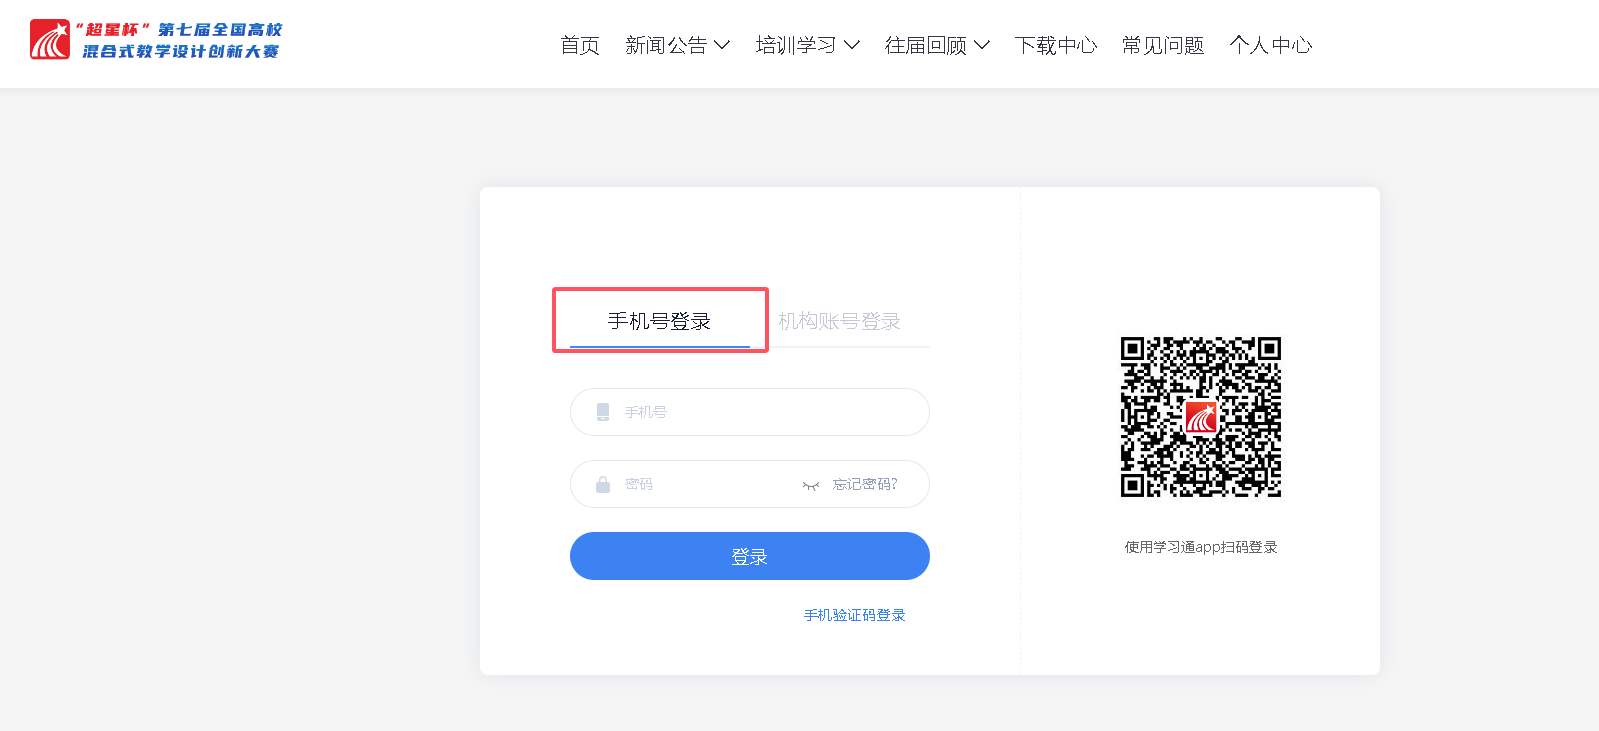 “超星杯”第七届全国高校
混合式教学设计创新大赛
首页 新闻公告 培训学习 往届回顾 下载中心 常见问题 个人中心
手机号登录 机构账号登录
手机号
密码 忘记密码?
登录
手机验证码登录
使用学习通app扫码登录